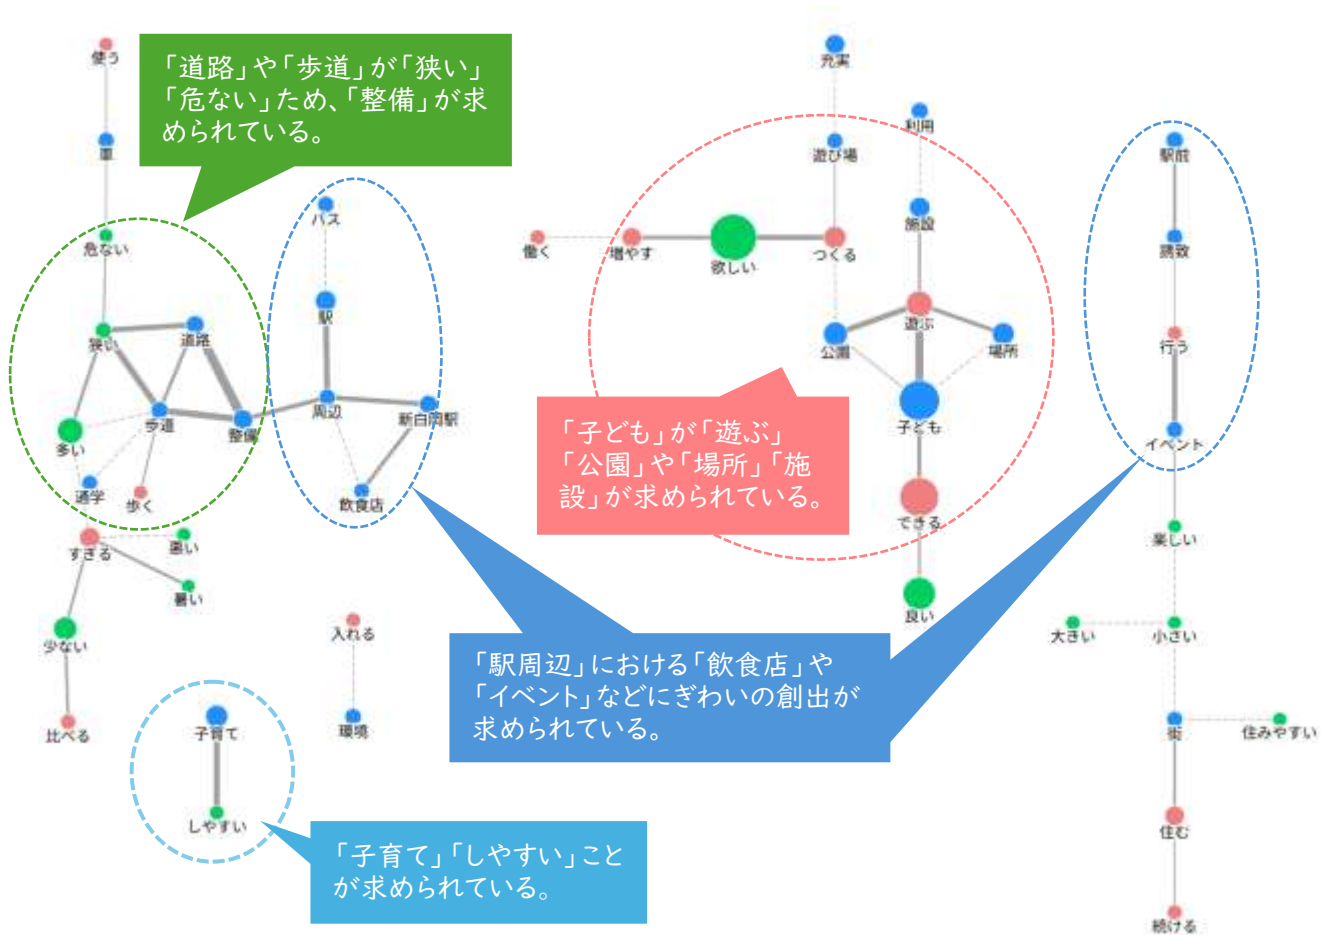 使う
「道路」や「歩道」が「狭い」
「危ない」ため、「整備」が求
められている。
車
危ない
狭い
道路
多い
歩道
整備
通学
歩く
すぎる
悪い
暑い
少ない
比べる
バス
駅
周辺
新白岡駅
飲食店
入れる
環境
子育て
しやすい
「子育て」「しやすい」こと
が求められている。
充実
利用
遊び場
施設
働く
増やす
欲しい
つくる
遊ぶ
公園
場所
子ども
「子ども」が「遊ぶ」
「公園」や「場所」「施
設」が求められている。
できる
良い
「駅周辺」における「飲食店」や
「イベント」などにぎわいの創出が
求められている。
駅前
誘致
行う
イベント
楽しい
大きい
小さい
街
住みやすい
住む
続ける